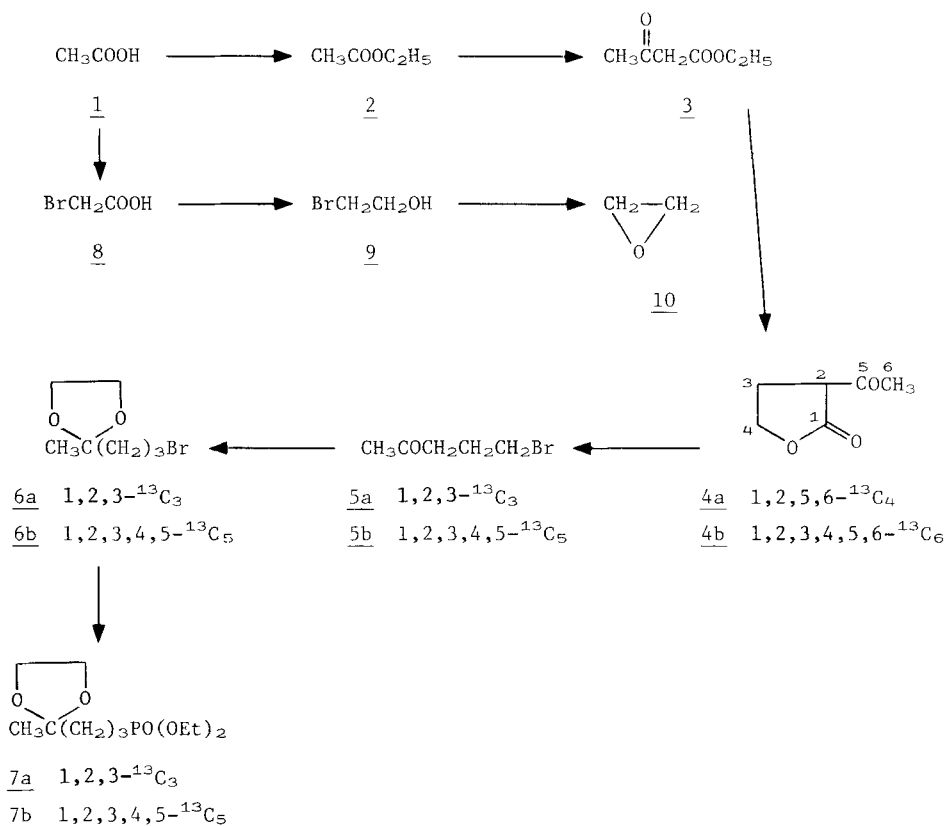 O
CH₃COOH CH₃COOC₂H₅ CH₃CCH₂COOC₂H₅
1 2 3
BrCH₂COOH BrCH₂CH₂OH CH₂—CH₂
O
8 9
10
5 6
3 2 COCH₃
O O 1
4 O O
CH₃C(CH₂)₃Br CH₃COCH₂CH₂CH₂Br
6a 1,2,3-¹³C₃ 5a 1,2,3-¹³C₃ 4a 1,2,5,6-¹³C₄
6b 1,2,3,4,5-¹³C₅ 5b 1,2,3,4,5-¹³C₅ 4b 1,2,3,4,5,6-¹³C₆
O O
CH₃C(CH₂)₃PO(OEt)₂
7a 1,2,3-¹³C₃
7b 1,2,3,4,5-¹³C₅